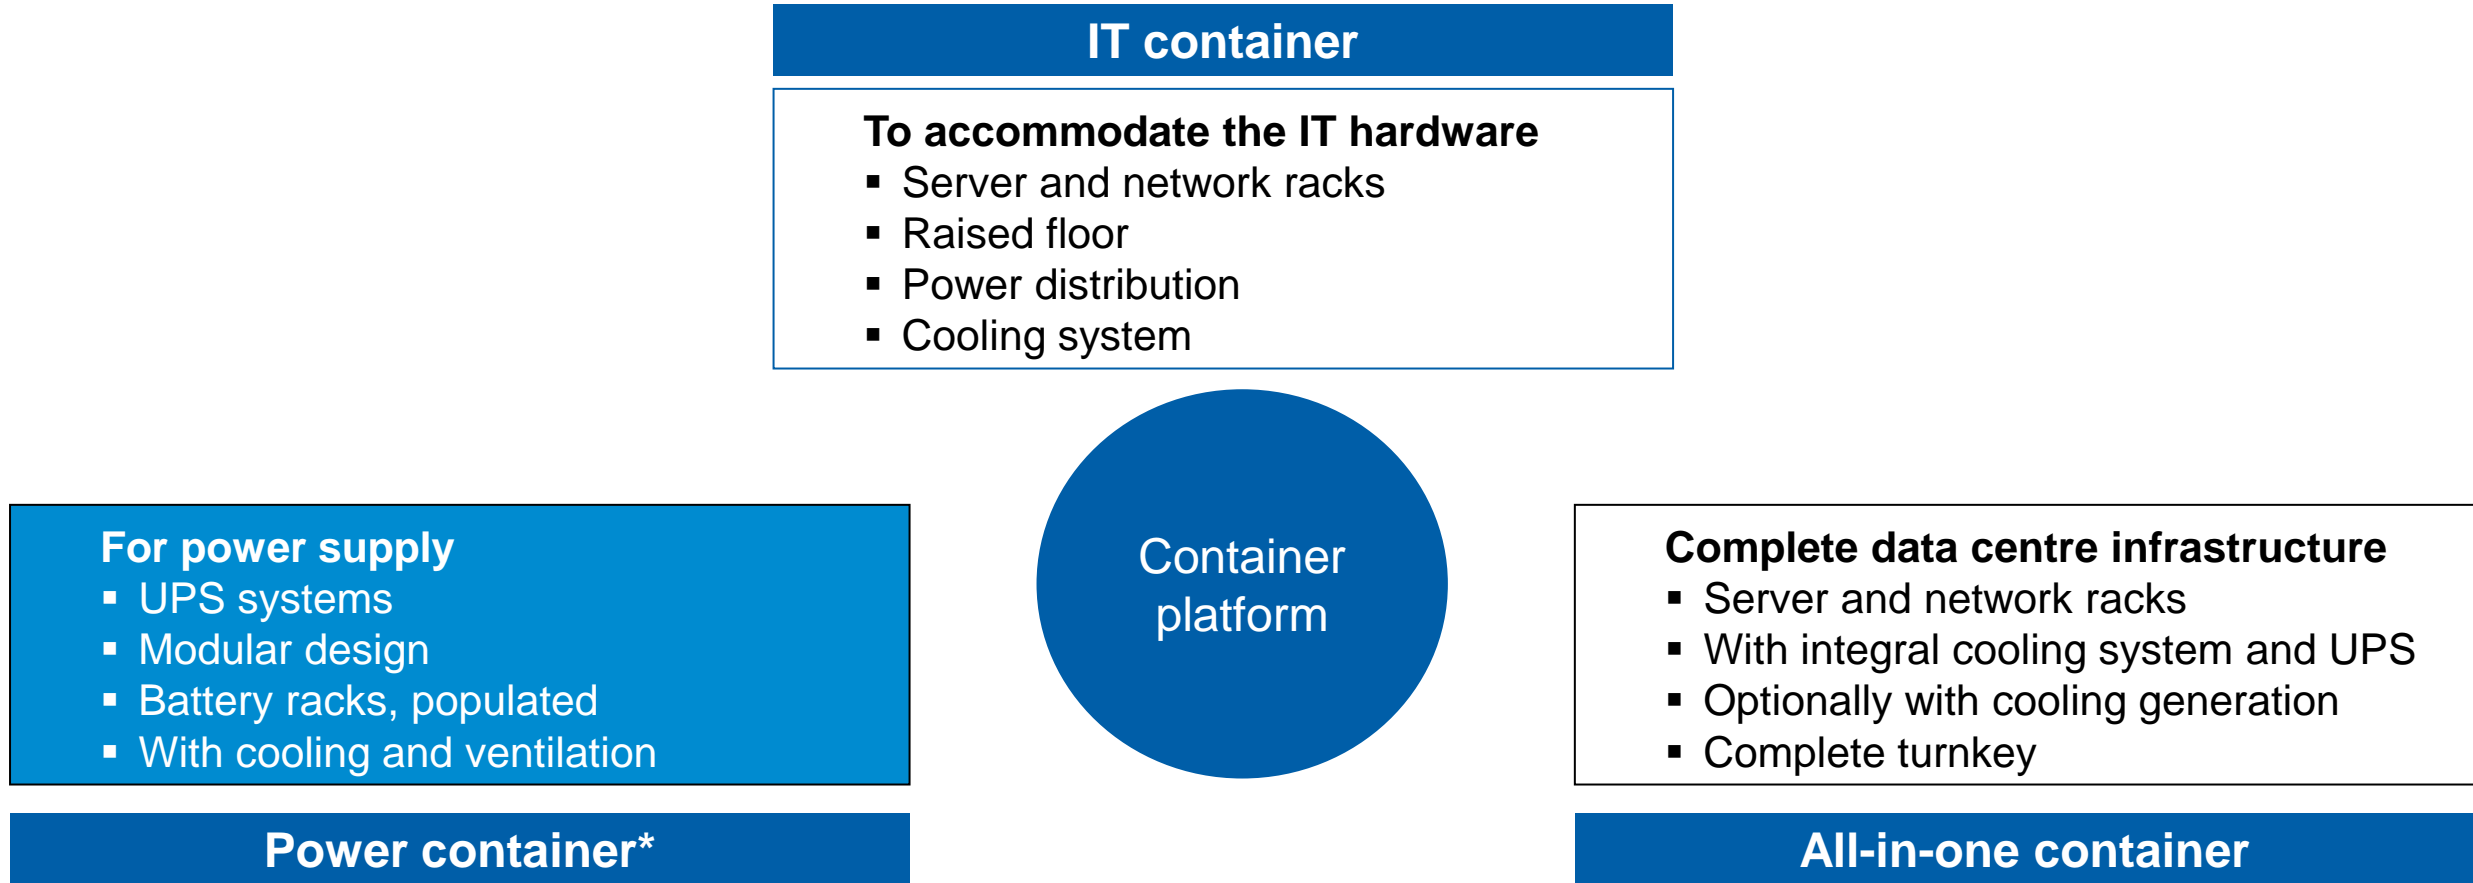 IT container
To accommodate the IT hardware
▪ Server and network racks
▪ Raised floor
▪ Power distribution
▪ Cooling system
Container
platform
For power supply
▪ UPS systems
▪ Modular design
▪ Battery racks, populated
▪ With cooling and ventilation
Power container*
Complete data centre infrastructure
▪ Server and network racks
▪ With integral cooling system and UPS
▪ Optionally with cooling generation
▪ Complete turnkey
All-in-one container